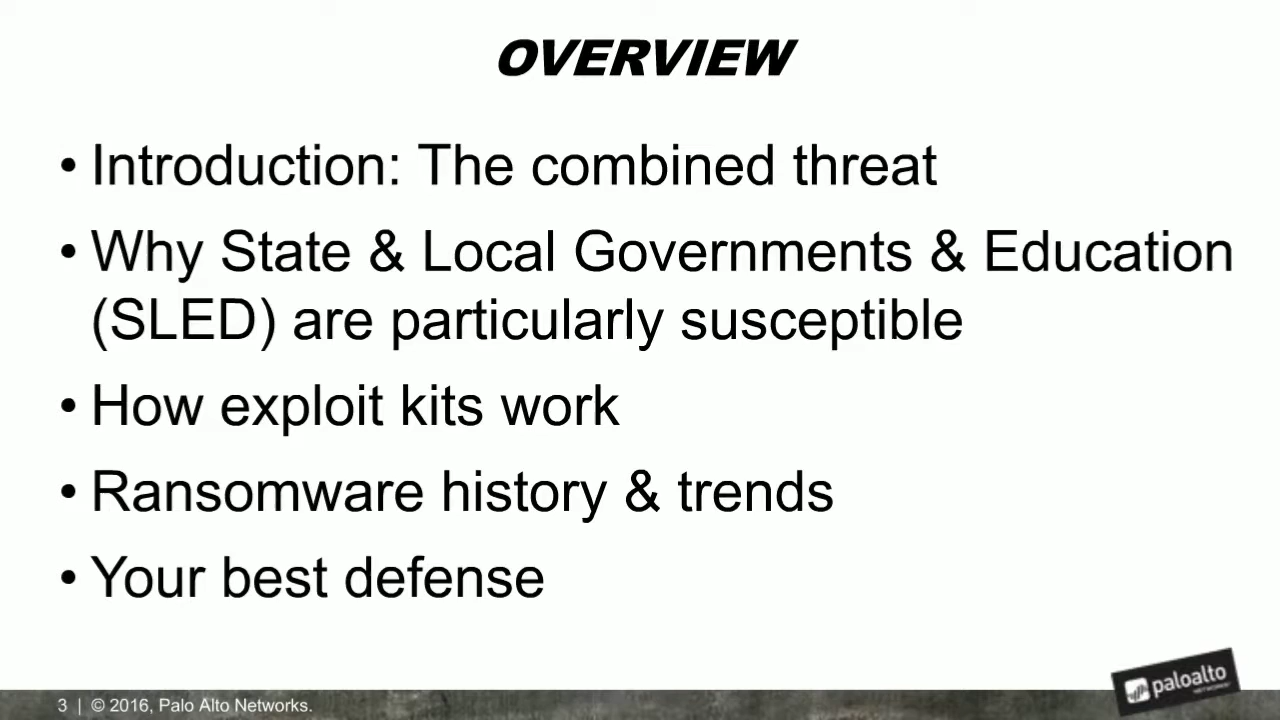 OVERVIEW
• Introduction: The combined threat
• Why State & Local Governments & Education
(SLED) are particularly susceptible
• How exploit kits work
• Ransomware history & trends
• Your best defense
3 | © 2016, Palo Alto Networks.
paloalto
NETWORKS